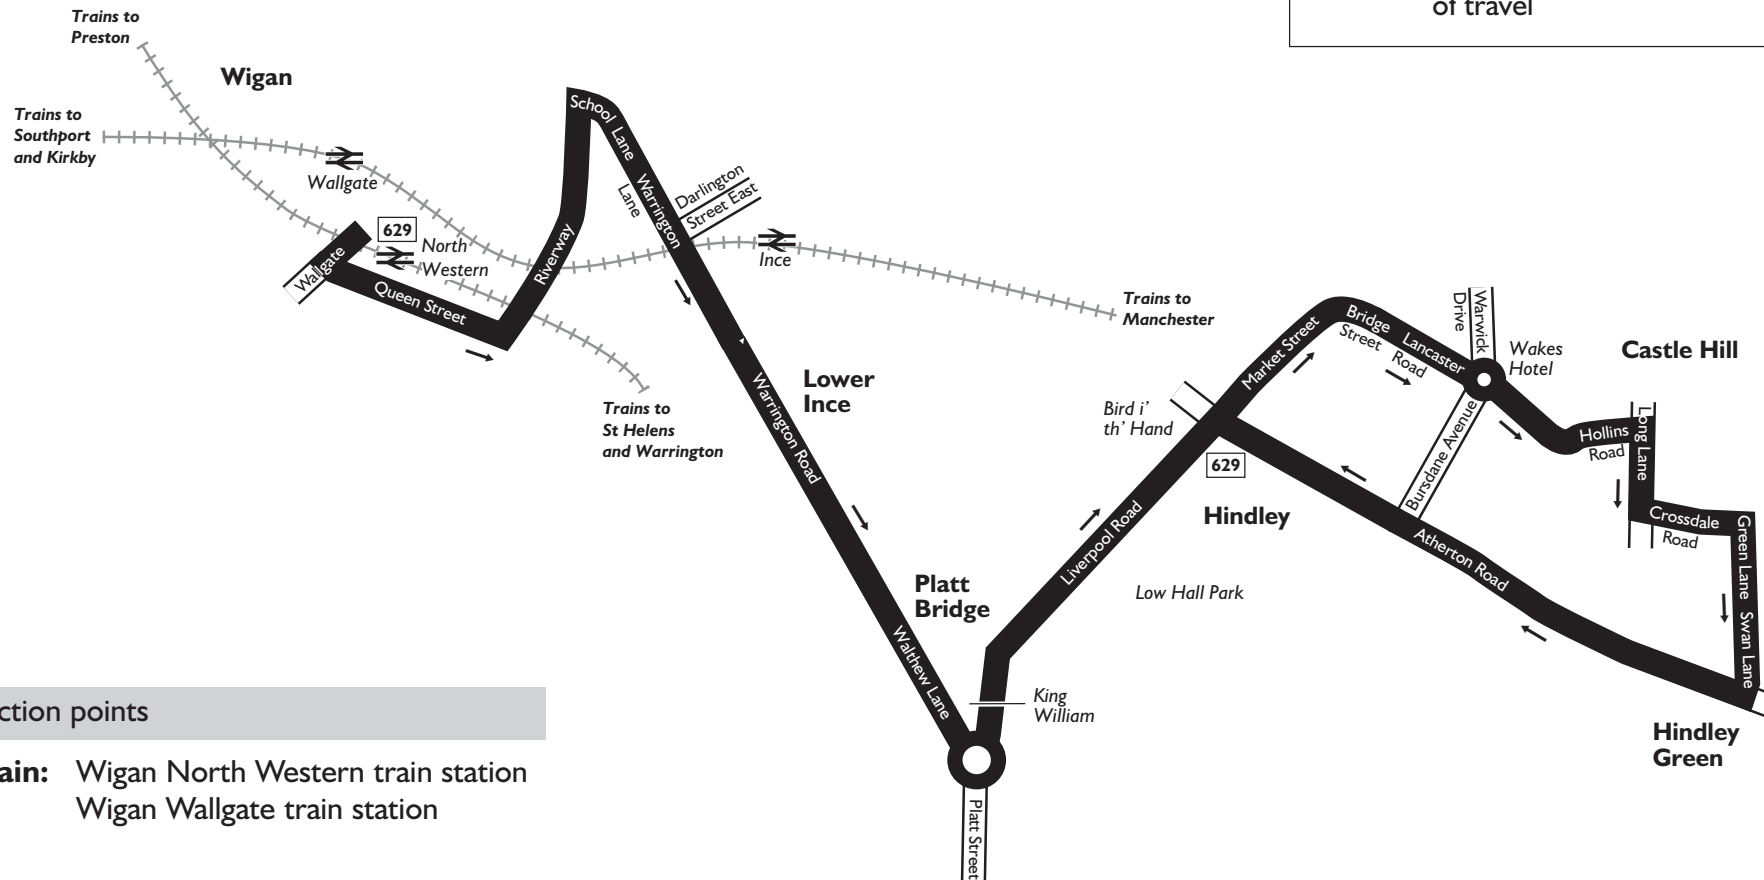 of travel
Trains to
Preston
Wigan
Trains to
Southport
and Kirkby
Wallgate
629
North
Western
Wallgate
Queen Street
Riverway
School Lane
Warrington
Lane
Darlington
Street East
Ince
Trains to
Manchester
Trains to
St Helens
and Warrington
Warrington Road
Lower
Ince
Platt
Bridge
Walthew Lane
King
William
Platt Street
Liverpool Road
Low Hall Park
Bird i’
th’ Hand
629
Hindley
Market Street
Bridge
Street
Lancaster
Road
Warwick
Drive
Wakes
Hotel
Bursdane Avenue
Castle Hill
Hollins
Road
Long Lane
Crossdale
Road
Green Lane
Swan Lane
Atherton Road
Hindley
Green
ction points
ain: Wigan North Western train station
Wigan Wallgate train station